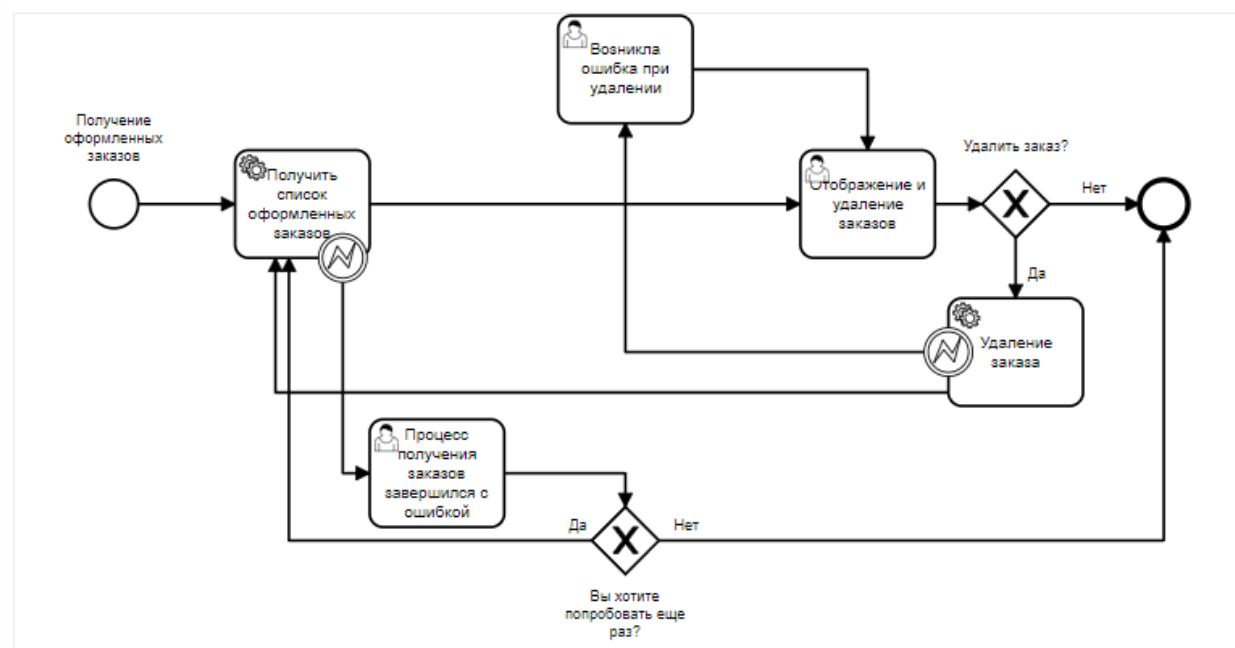 Возникла
ошибка при
удалении
Получение
оформленных
заказов
Удалить заказ?
Получить
список
оформленных
заказов
Отображение и
удаление
заказов
Нет
Да
Удаление
заказа
Процесс
получения
заказов
завершился с
ошибкой
Да
Нет
Вы хотите
попробовать еще
раз?